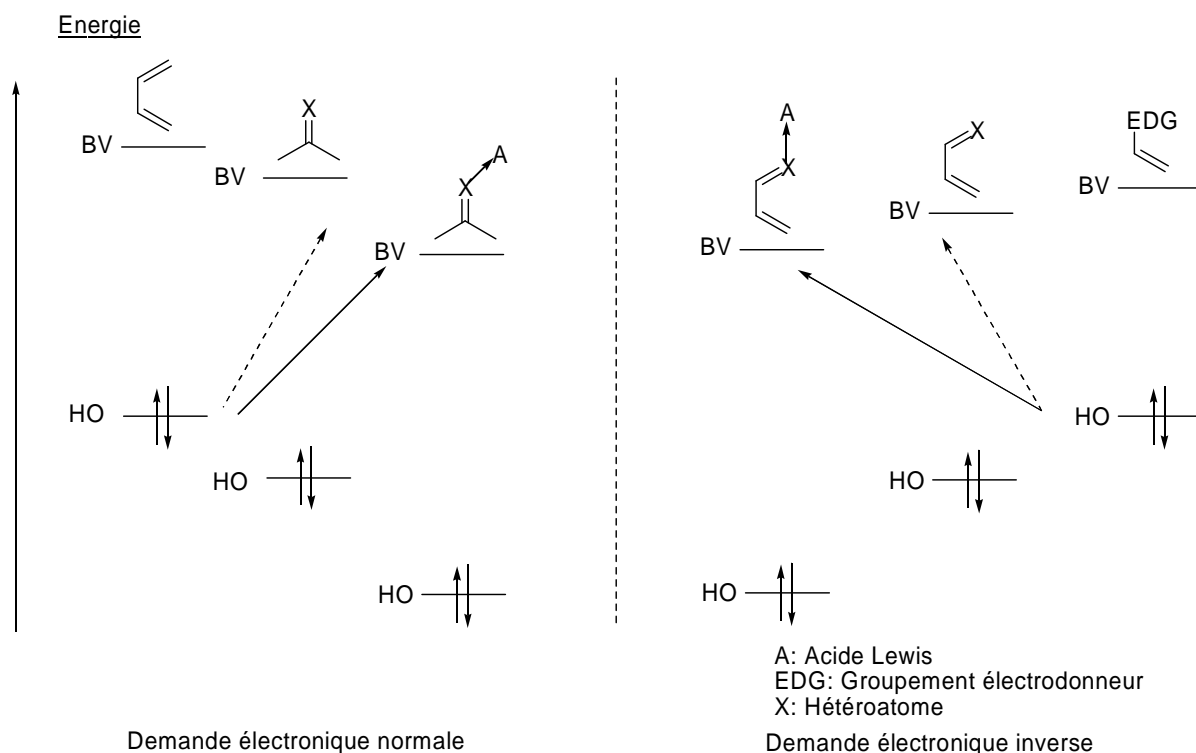 Energie
X
BV
BV
X
A
BV
HO
HO
HO
Demande électronique normale
A
X
BV
X
BV
EDG
BV
HO
HO
HO
A: Acide Lewis
EDG: Groupement électrodonneur
X: Hétéroatome
Demande électronique inverse